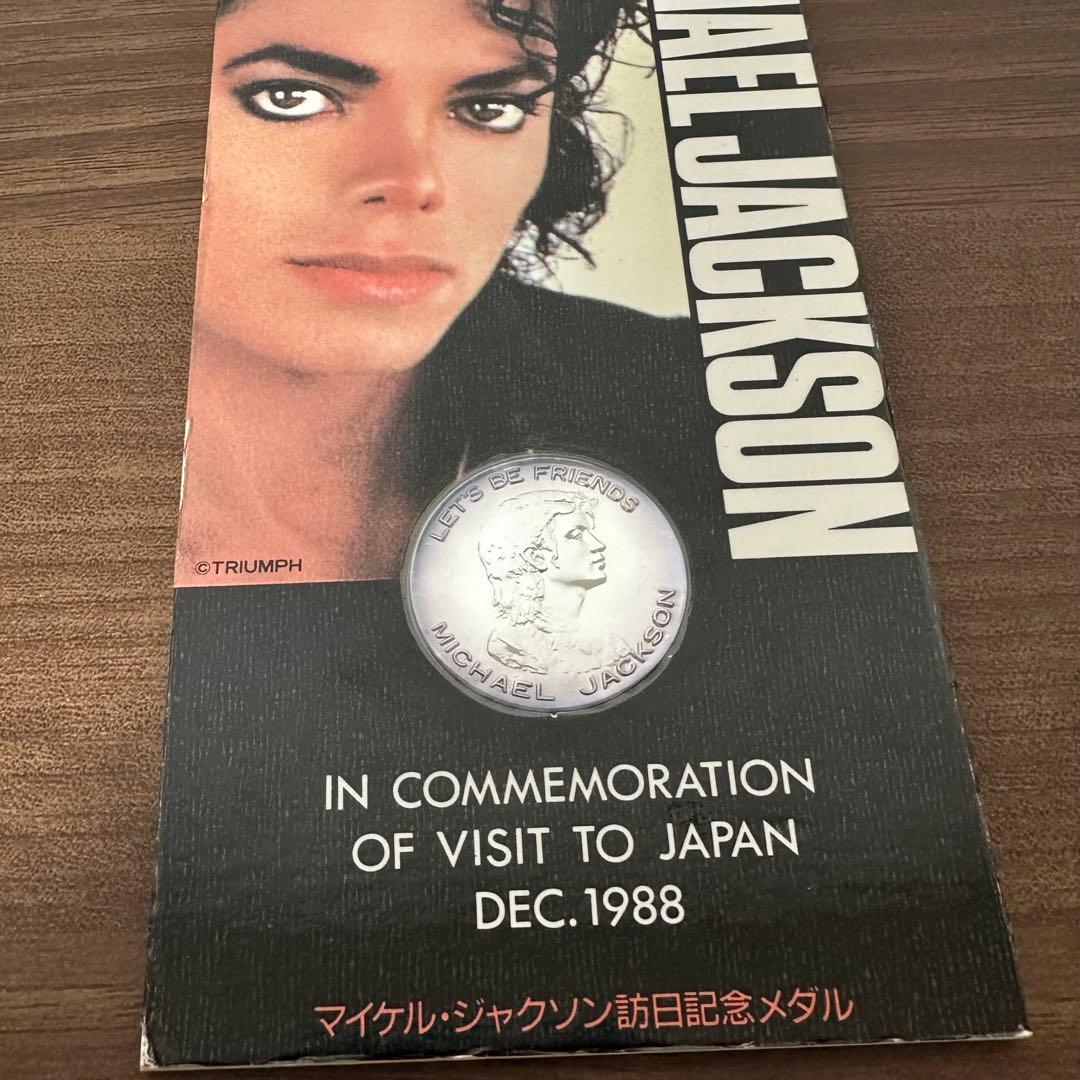 HAEL JACKSON
©TRIUMPH
LET'S BE FRIENDS
MICHAEL JACKSON
IN COMMEMORATION
OF VISIT TO JAPAN
DEC.1988
マイケル・ジャクソン訪日記念メダル